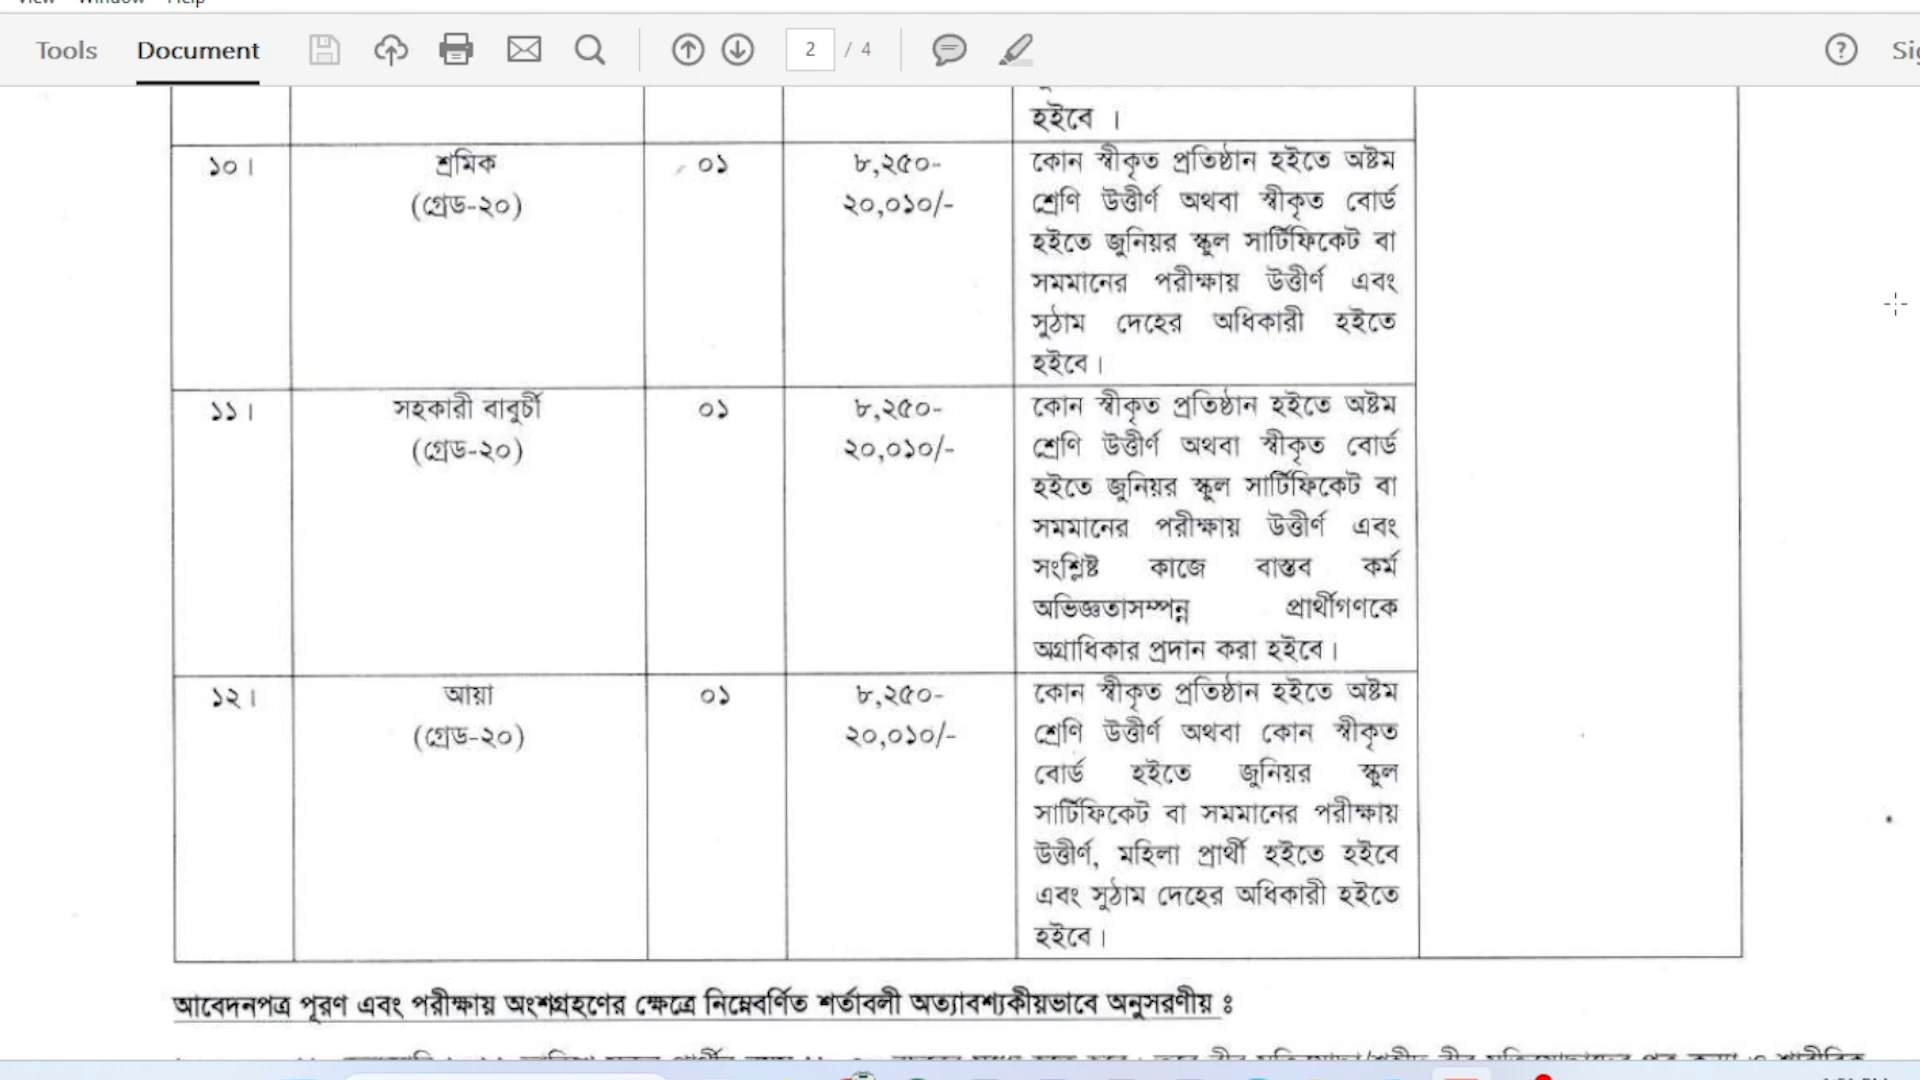 Tools Document 2 / 4
হইবে ।
১০। শ্রমিক ০১ ৮,২৫০- কোন স্বীকৃত প্রতিষ্ঠান হইতে অষ্টম
(গ্রেড-২০) ২০,০১০/- শ্রেণি উত্তীর্ণ অথবা স্বীকৃত বোর্ড
হইতে জুনিয়র স্কুল সার্টিফিকেট বা
সমমানের পরীক্ষায় উত্তীর্ণ এবং
সুঠাম দেহের অধিকারী হইতে
হইবে।
১১। সহকারী বাবুর্চী ০১ ৮,২৫০- কোন স্বীকৃত প্রতিষ্ঠান হইতে অষ্টম
(গ্রেড-২০) ২০,০১০/- শ্রেণি উত্তীর্ণ অথবা স্বীকৃত বোর্ড
হইতে জুনিয়র স্কুল সার্টিফিকেট বা
সমমানের পরীক্ষায় উত্তীর্ণ এবং
সংশ্লিষ্ট কাজে বাস্তব কর্ম
অভিজ্ঞতাসম্পন্ন প্রার্থীগণকে
অগ্রাধিকার প্রদান করা হইবে।
১২। আয়া ০১ ৮,২৫০- কোন স্বীকৃত প্রতিষ্ঠান হইতে অষ্টম
(গ্রেড-২০) ২০,০১০/- শ্রেণি উত্তীর্ণ অথবা কোন স্বীকৃত
বোর্ড হইতে জুনিয়র স্কুল
সার্টিফিকেট বা সমমানের পরীক্ষায়
উত্তীর্ণ, মহিলা প্রার্থী হইতে হইবে
এবং সুঠাম দেহের অধিকারী হইতে
হইবে।
আবেদনপত্র পূরণ এবং পরীক্ষায় অংশগ্রহণের ক্ষেত্রে নিম্নেবর্ণিত শর্তাবলী অত্যাবশ্যকীয়ভাবে অনুসরণীয় ঃ